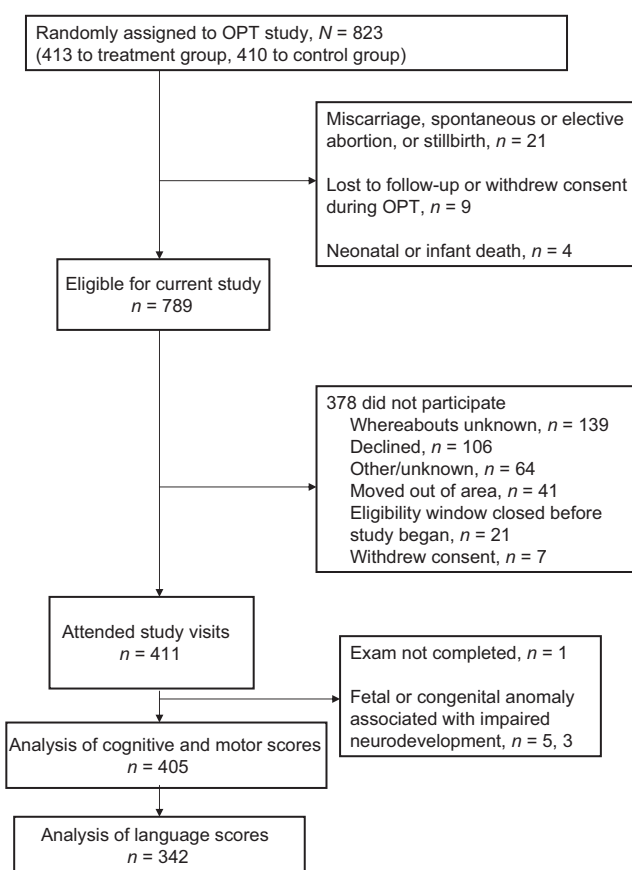 Randomly assigned to OPT study, N = 823
(413 to treatment group, 410 to control group)
Miscarriage, spontaneous or elective
abortion, or stillbirth, n = 21
Lost to follow-up or withdrew consent
during OPT, n = 9
Neonatal or infant death, n = 4
Eligible for current study
n = 789
378 did not participate
Whereabouts unknown, n = 139
Declined, n = 106
Other/unknown, n = 64
Moved out of area, n = 41
Eligibility window closed before
study began, n = 21
Withdrew consent, n = 7
Attended study visits
n = 411
Exam not completed, n = 1
Fetal or congenital anomaly
associated with impaired
neurodevelopment, n = 5, 3
Analysis of cognitive and motor scores
n = 405
Analysis of language scores
n = 342